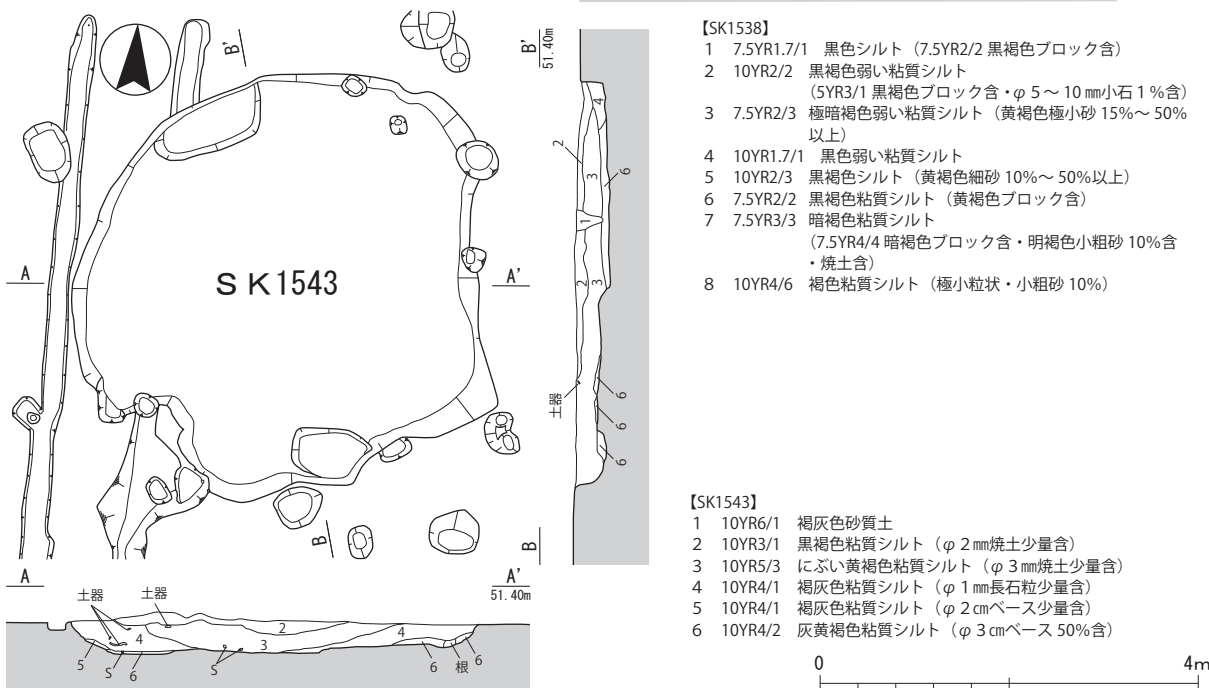 【SK1538】
1 7.5YR1.7/1 黒色シルト（7.5YR2/2 黒褐色ブロック含）
2 10YR2/2 黒褐色弱い粘質シルト
（5YR3/1 黒褐色ブロック含・φ 5 〜 10 ㎜小石 1 %含）
3 7.5YR2/3 極暗褐色弱い粘質シルト（黄褐色極小砂 15%〜 50%
以上）
4 10YR1.7/1 黒色弱い粘質シルト
5 10YR2/3 黒褐色シルト（黄褐色細砂 10%〜 50%以上）
6 7.5YR2/2 黒褐色粘質シルト（黄褐色ブロック含）
7 7.5YR3/3 暗褐色粘質シルト
（7.5YR4/4 暗褐色ブロック含・明褐色小粗砂 10%含
・焼土含）
8 10YR4/6 褐色粘質シルト（極小粒状・小粗砂 10%）
B'
B'
51.40m
4
2
3
6
1
2
3
土器
6
6
6
B
B
A
A'
ＳＫ1543
A
A'
51.40m
土器
土器
2
4
4
3
5
S
6
S
6
根
6
【SK1543】
1 10YR6/1 褐灰色砂質土
2 10YR3/1 黒褐色粘質シルト（φ 2 ㎜焼土少量含）
3 10YR5/3 にぶい黄褐色粘質シルト（φ 3 ㎜焼土少量含）
4 10YR4/1 褐灰色粘質シルト（φ 1 ㎜長石粒少量含）
5 10YR4/1 褐灰色粘質シルト（φ 2 ㎝ベース少量含）
6 10YR4/2 灰黄褐色粘質シルト（φ 3 ㎝ベース 50%含）
0
4m